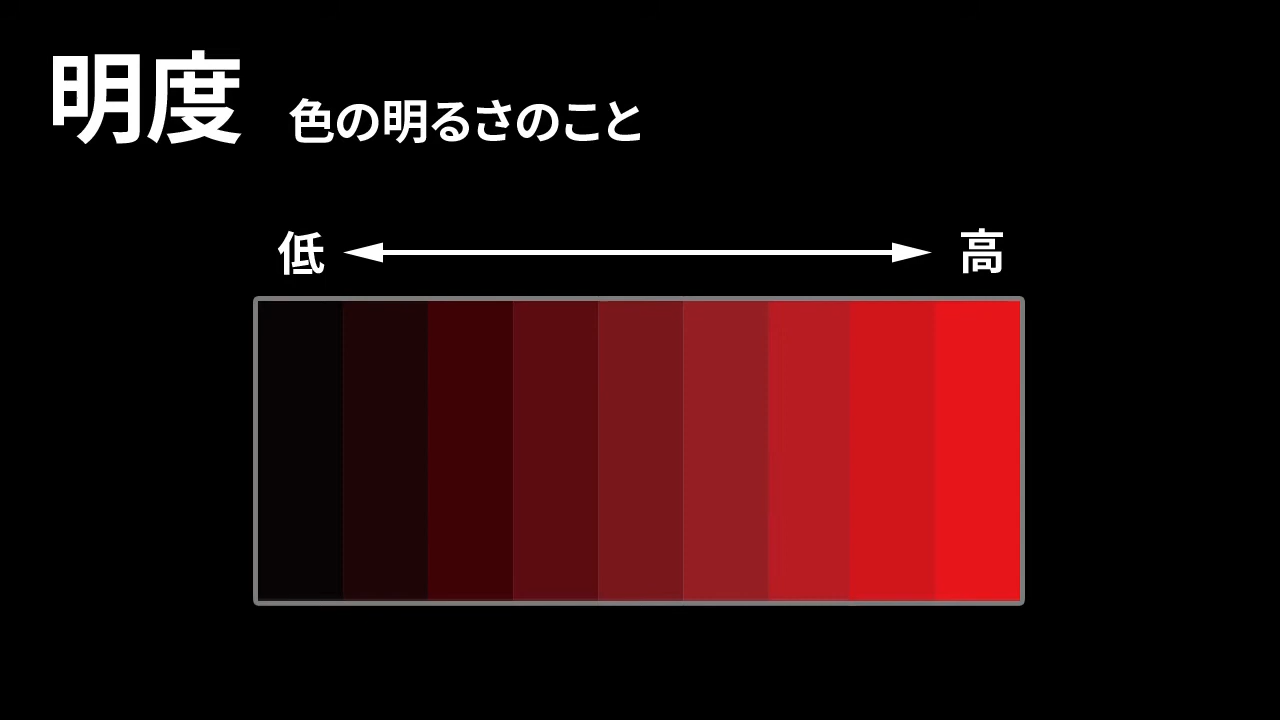 明度 色の明るさのこと
低 高